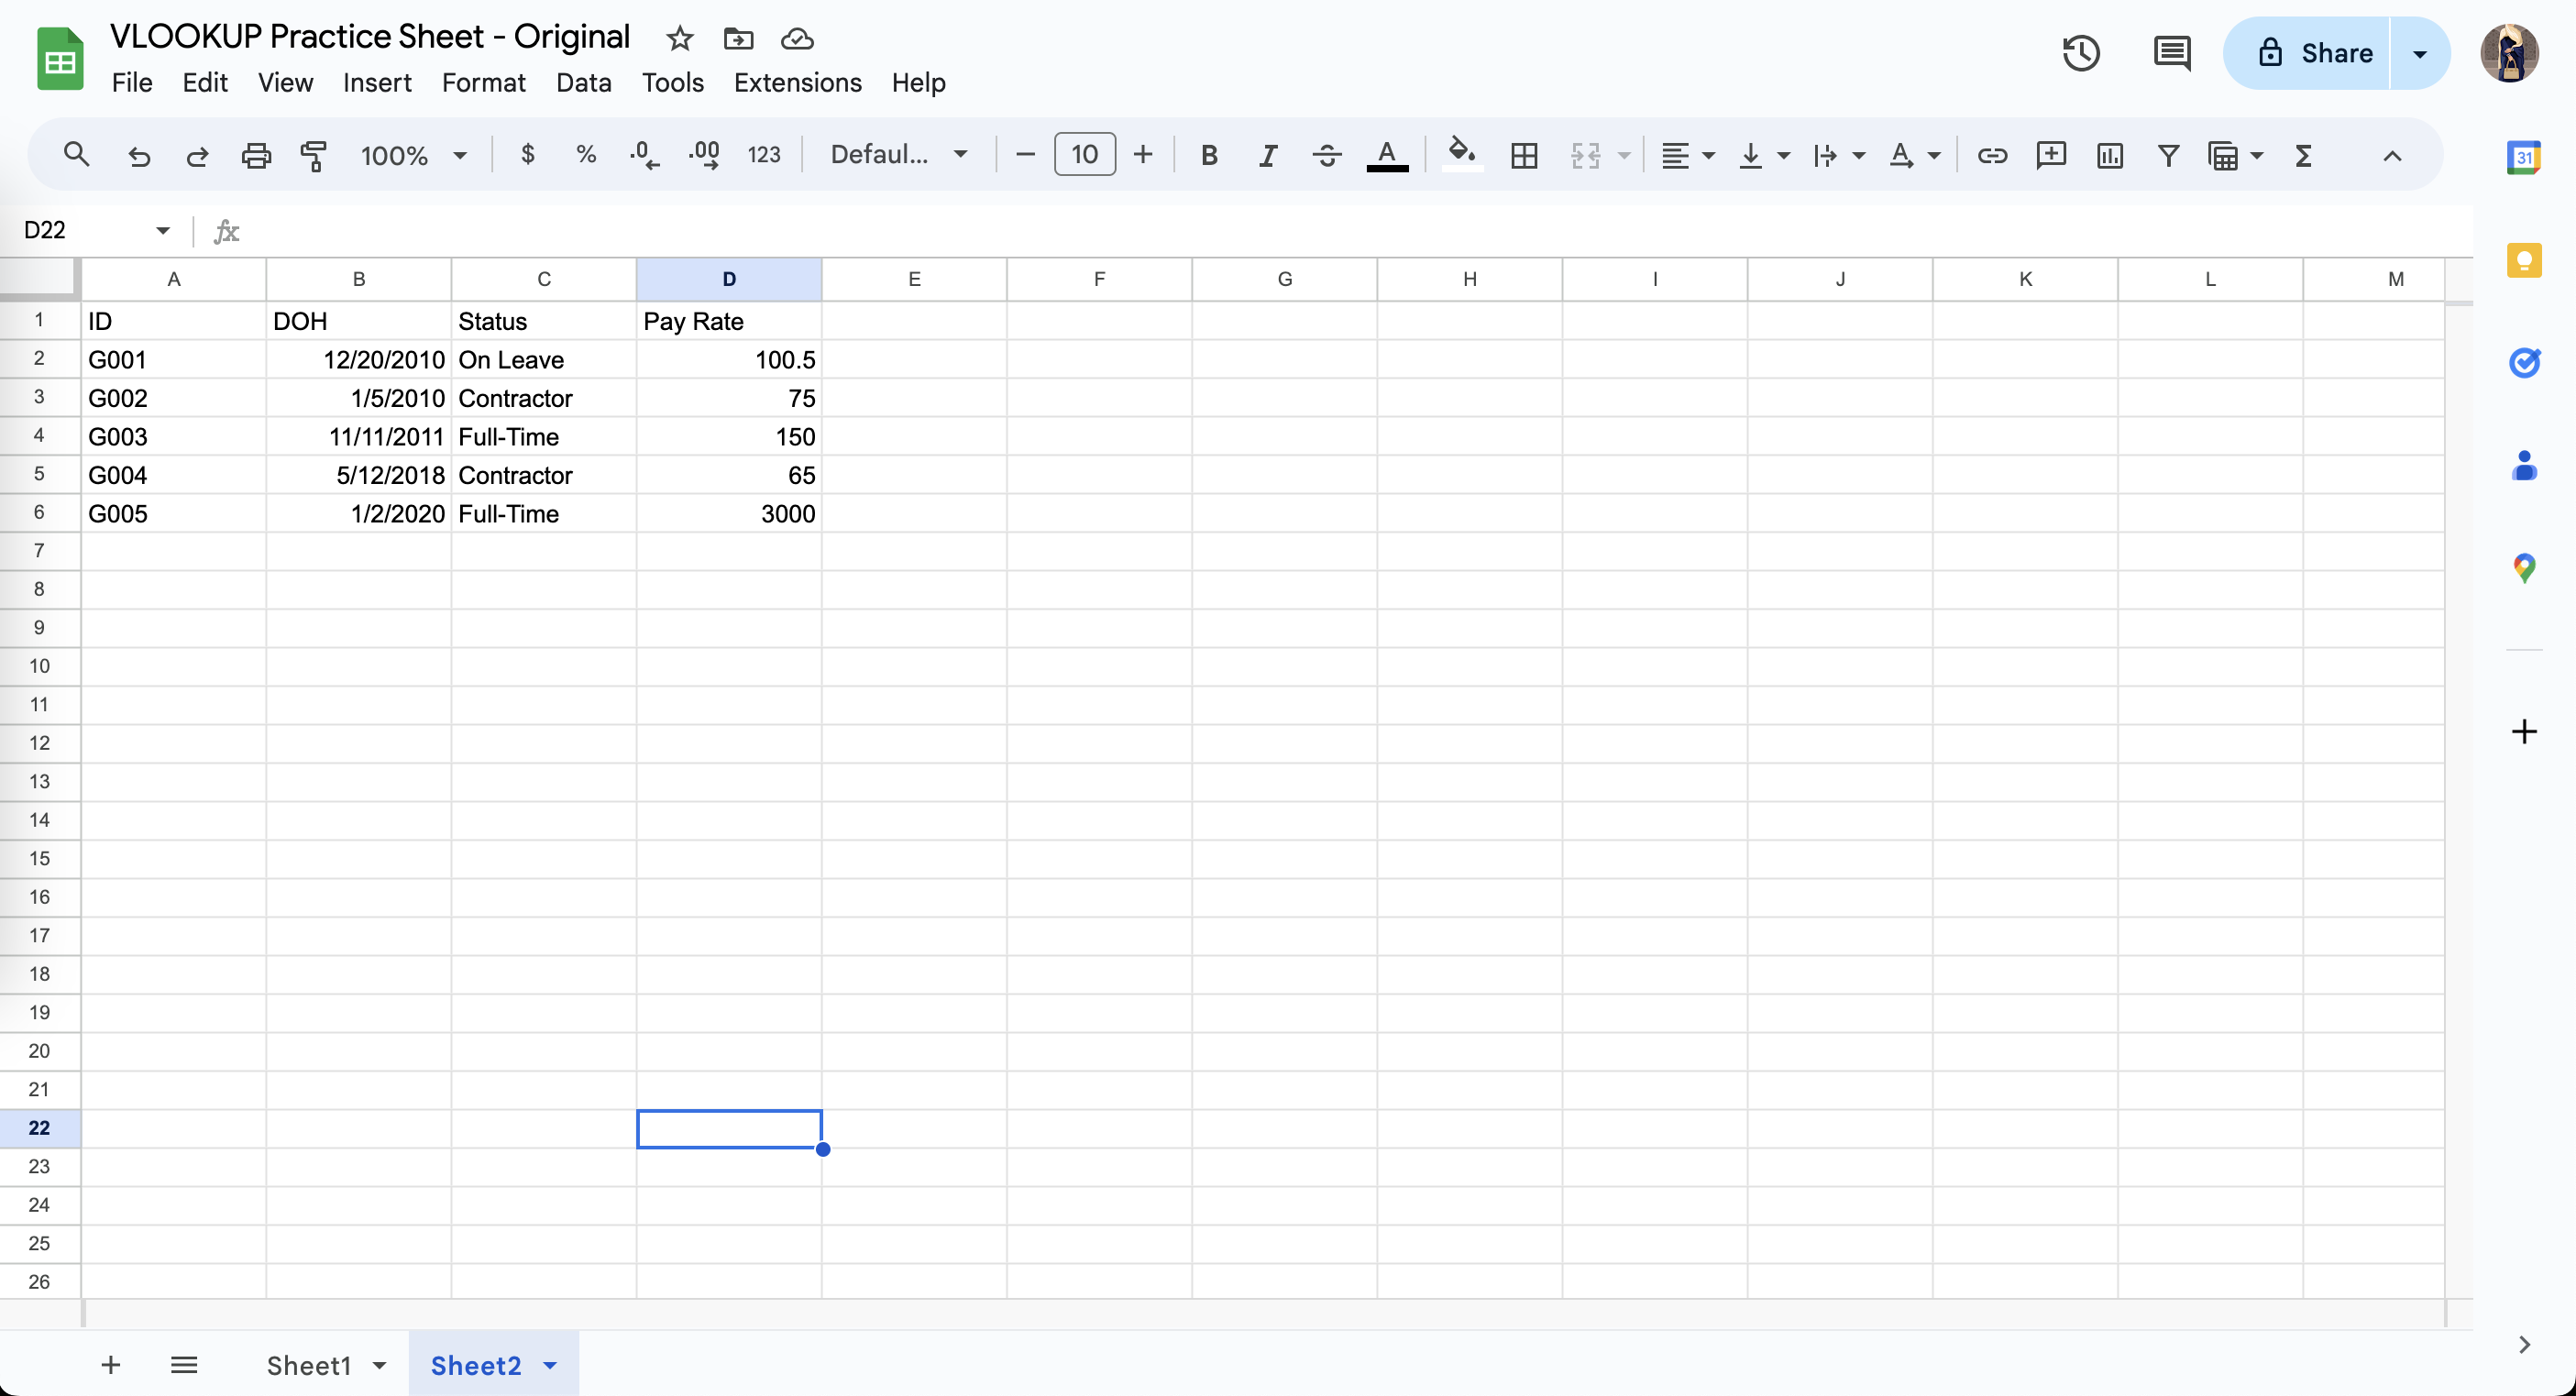 VLOOKUP Practice Sheet - Original
File Edit View Insert Format Data Tools Extensions Help
Share
100% $ % .0 .00 123 Defaul... 10 B I A
31
D22 fx
A B C D E F G H I J K L M
1 ID DOH Status Pay Rate
2 G001 12/20/2010 On Leave 100.5
3 G002 1/5/2010 Contractor 75
4 G003 11/11/2011 Full-Time 150
5 G004 5/12/2018 Contractor 65
6 G005 1/2/2020 Full-Time 3000
7
8
9
10
11
12
13
14
15
16
17
18
19
20
21
22
23
24
25
26
Sheet1 Sheet2